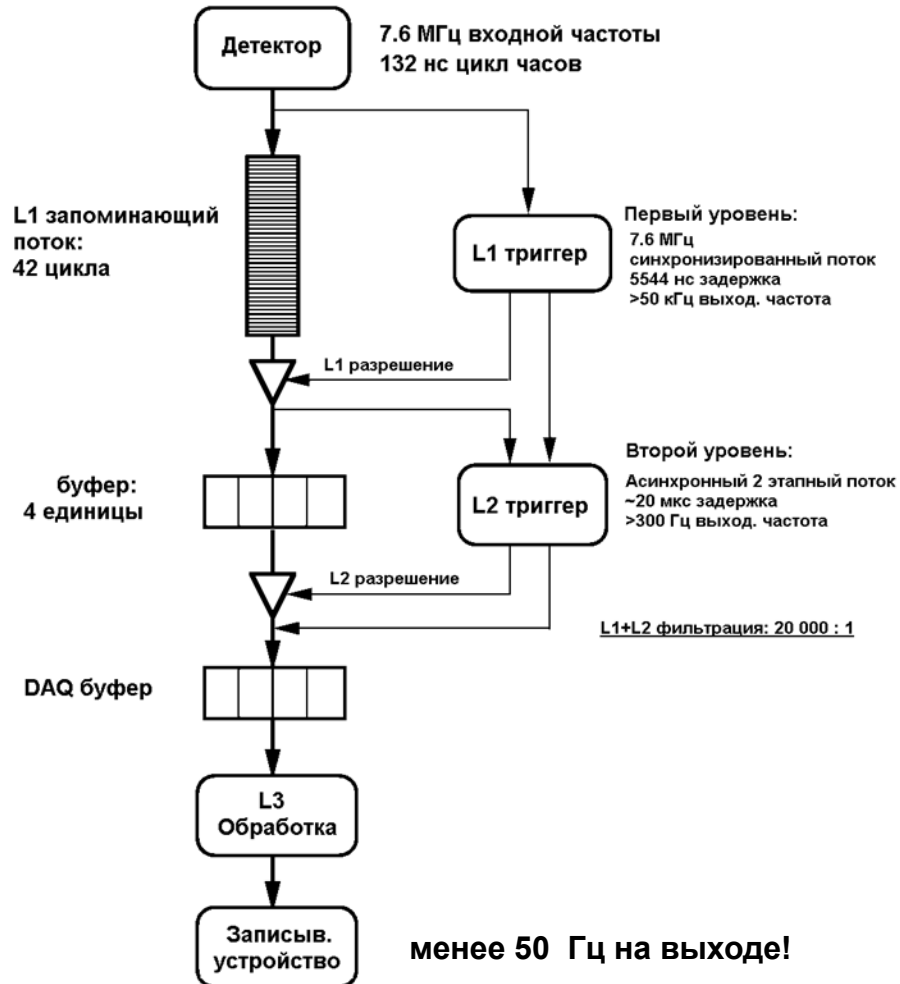 Детектор
7.6 МГц входной частоты
132 нс цикл часов
L1 запоминающий
поток:
42 цикла
L1 триггер
Первый уровень:
7.6 МГц
синхронизированный поток
5544 нс задержка
>50 кГц выход. частота
L1 разрешение
буфер:
4 единицы
L2 триггер
Второй уровень:
Асинхронный 2 этапный поток
~20 мкс задержка
>300 Гц выход. частота
L2 разрешение
L1+L2 фильтрация: 20 000 : 1
DAQ буфер
L3
Обработка
Записыв.
устройство
менее 50 Гц на выходе!